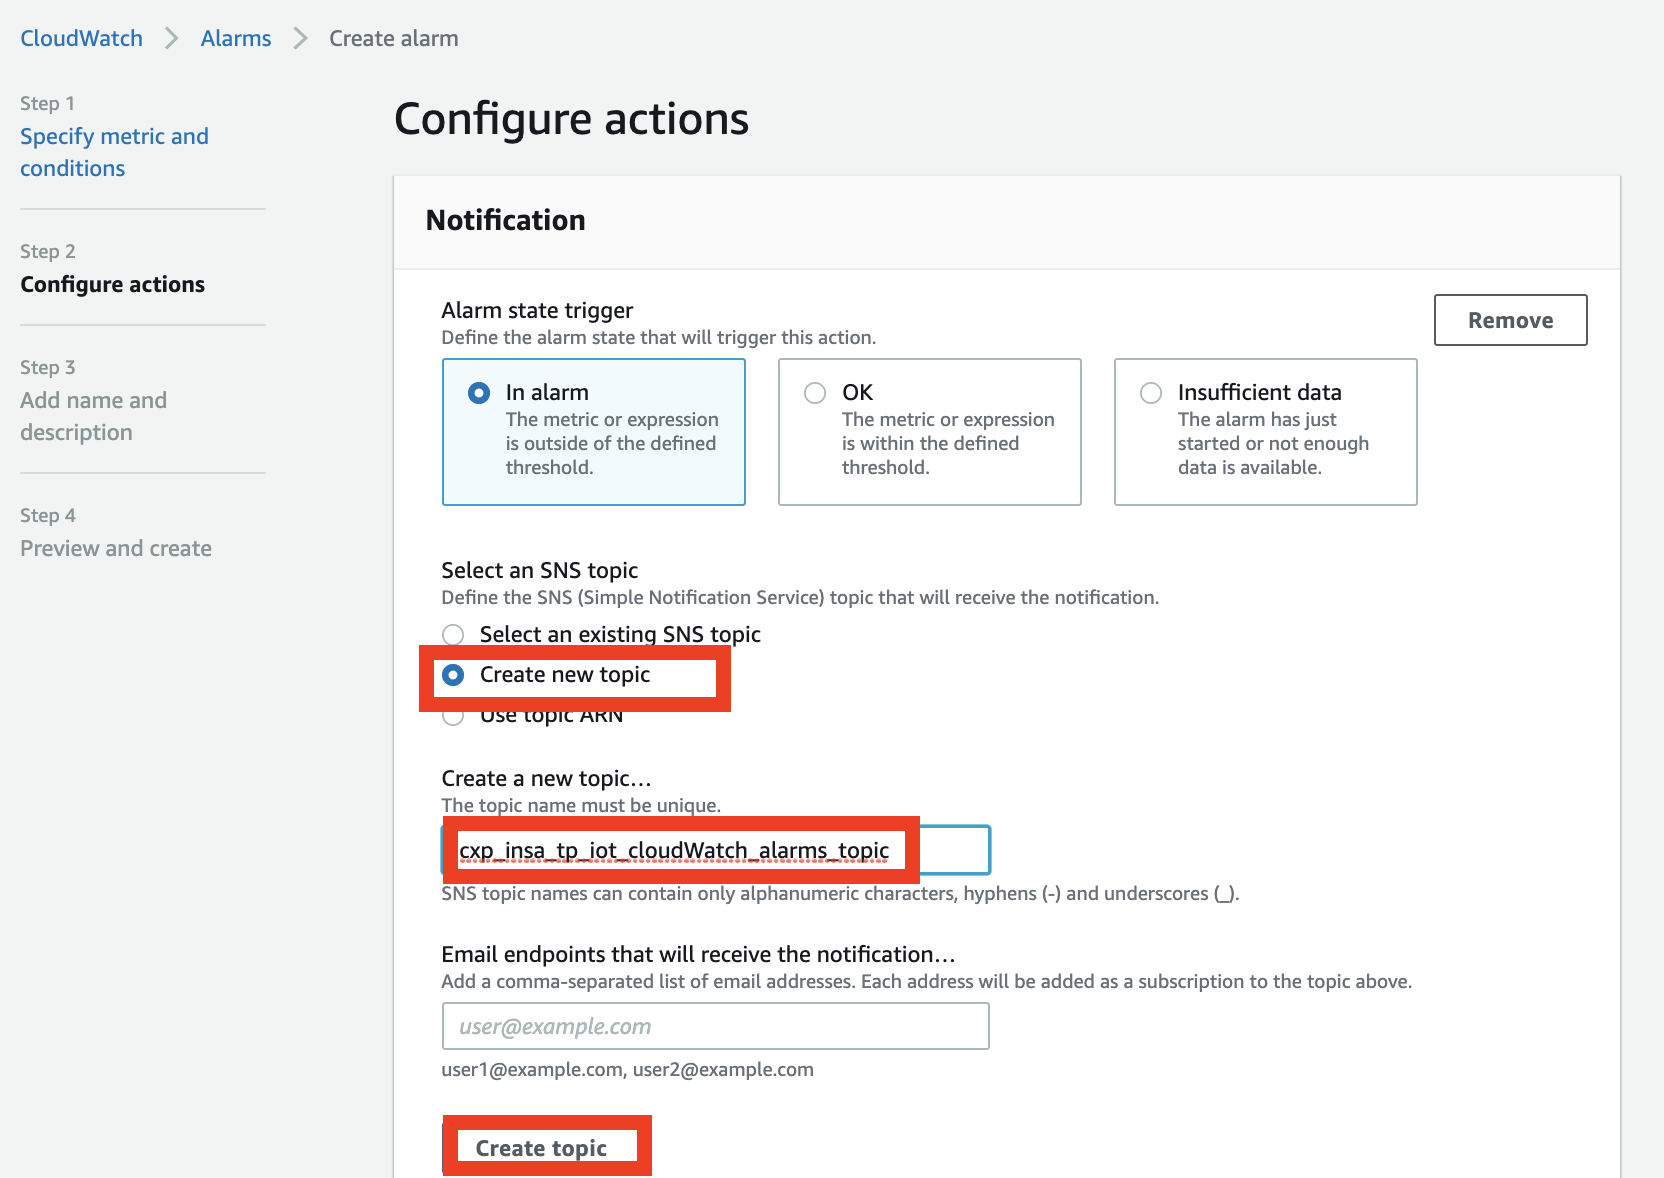 CloudWatch > Alarms > Create alarm
Step 1
Specify metric and
conditions
Step 2
Configure actions
Step 3
Add name and
description
Step 4
Preview and create
Configure actions
Notification
Alarm state trigger
Define the alarm state that will trigger this action.
Remove
In alarm
The metric or expression
is outside of the defined
threshold.
OK
The metric or expression
is within the defined
threshold.
Insufficient data
The alarm has just
started or not enough
data is available.
Select an SNS topic
Define the SNS (Simple Notification Service) topic that will receive the notification.
Select an existing SNS topic
Create new topic
Use topic ARN
Create a new topic…
The topic name must be unique.
cxp_insa_tp_iot_cloudWatch_alarms_topic
SNS topic names can contain only alphanumeric characters, hyphens (-) and underscores (_).
Email endpoints that will receive the notification…
Add a comma-separated list of email addresses. Each address will be added as a subscription to the topic above.
user@example.com
user1@example.com, user2@example.com
Create topic